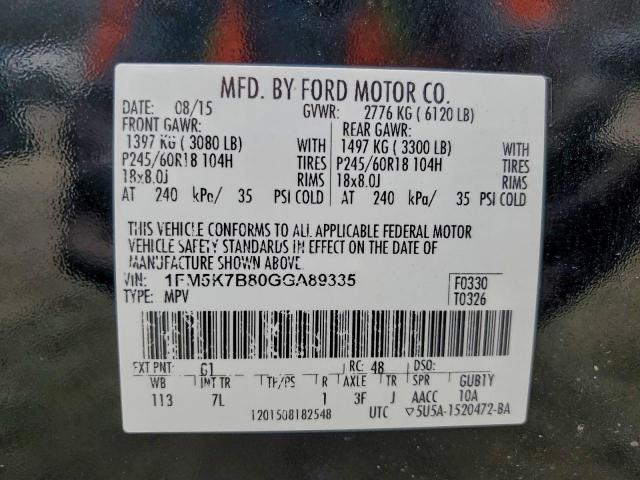 MFD. BY FORD MOTOR CO.
DATE: 08/15 GVWR: 2776 KG ( 6120 LB)
FRONT GAWR: REAR GAWR:
1397 KG ( 3080 LB) WITH 1497 KG ( 3300 LB) WITH
P245/60R18 104H TIRES P245/60R18 104H TIRES
18x8.0J RIMS 18x8.0J RIMS
AT 240 kPa/ 35 PSI COLD AT 240 kPa/ 35 PSI COLD
THIS VEHICLE CONFORMS TO ALL APPLICABLE FEDERAL MOTOR
VEHICLE SAFETY STANDARDS IN EFFECT ON THE DATE OF
MANUFACTURE SHOWN ABOVE.
VIN: 1FM5K7B80GGA89335 F0330
TYPE: MPV T0326
EXT PNT: G1 RC: 48 DSO:
WB INT TR TP/PS R AXLE TR SPR GUB1Y
113 7L 1 3F J AACC 10A
1201508182548 UTC 5U5A-1520472-BA